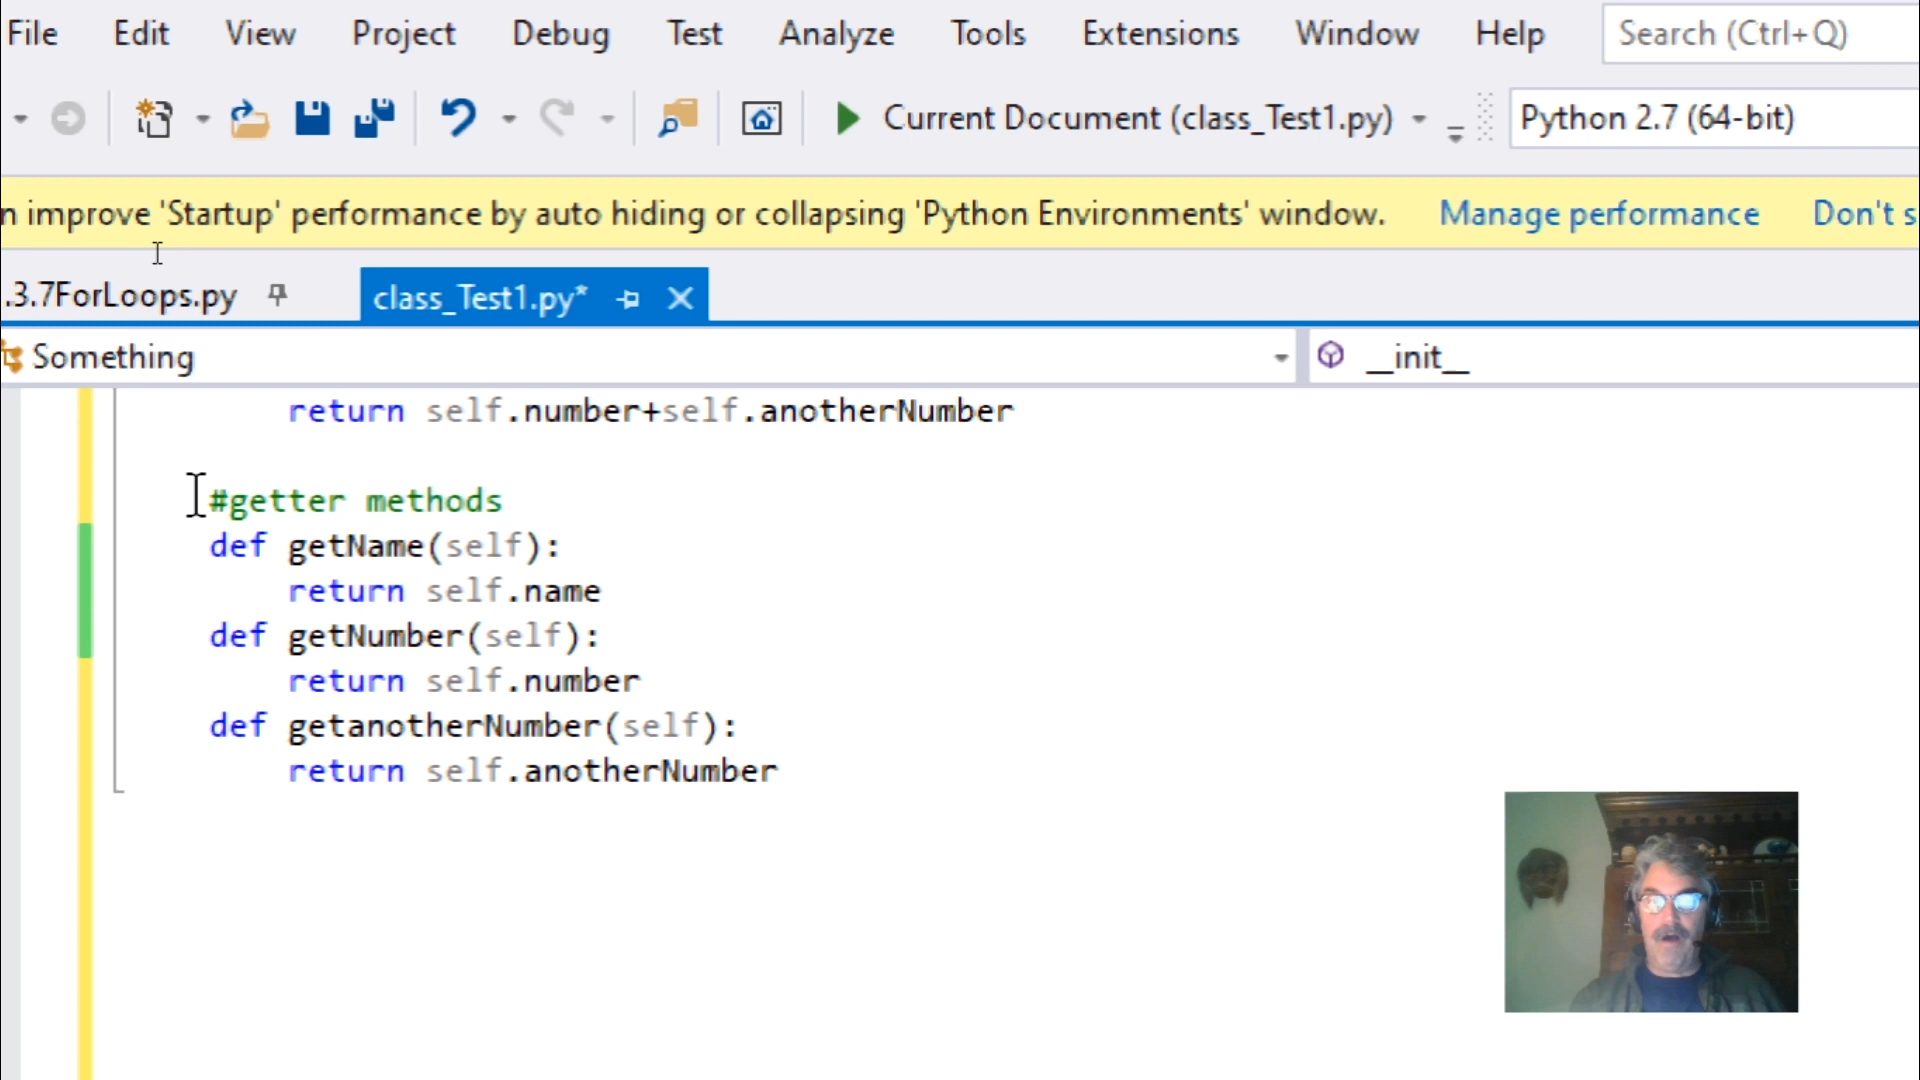 File Edit View Project Debug Test Analyze Tools Extensions Window Help Search (Ctrl+Q)
Current Document (class_Test1.py) Python 2.7 (64-bit)
n improve 'Startup' performance by auto hiding or collapsing 'Python Environments' window. Manage performance Don't s
.3.7ForLoops.py class_Test1.py*
Something __init__
return self.number+self.anotherNumber
#getter methods
def getName(self):
return self.name
def getNumber(self):
return self.number
def getanotherNumber(self):
return self.anotherNumber